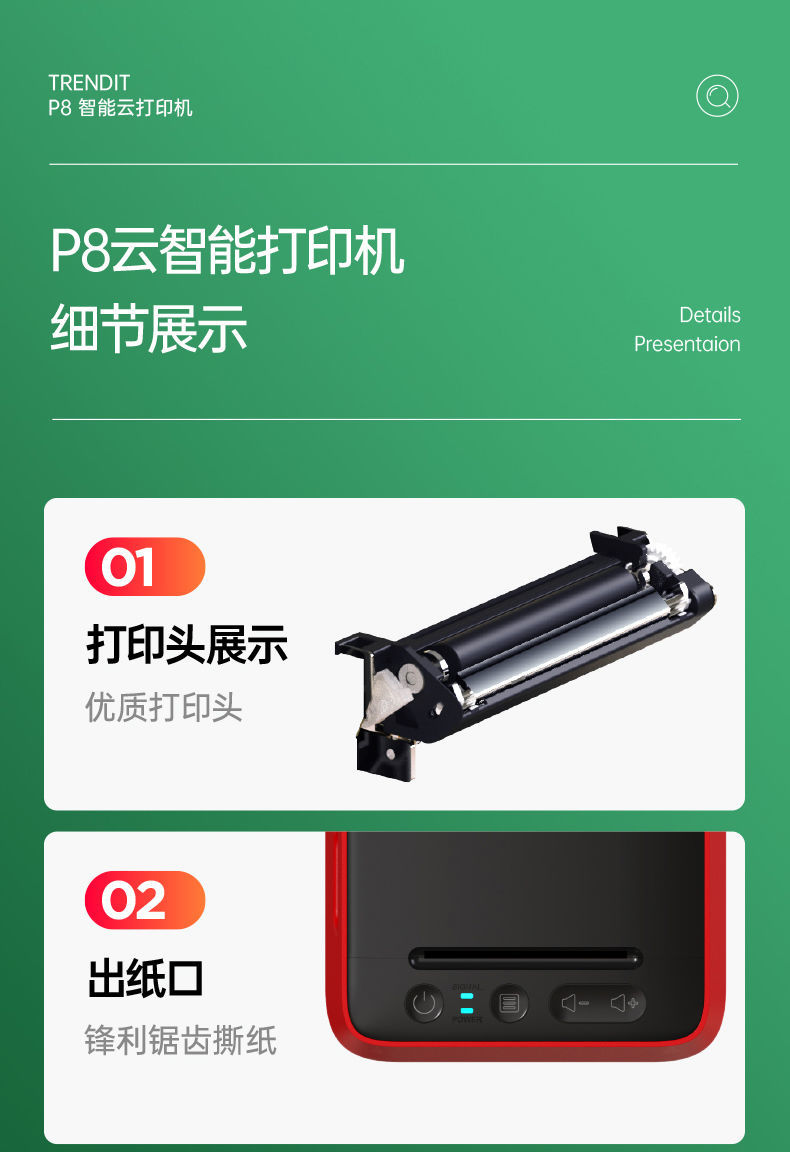 TRENDIT
P8 智能云打印机
P8云智能打印机
细节展示
Details
Presentaion
01
打印头展示
优质打印头
02
出纸口
锋利锯齿撕纸
SIGNAL
POWER